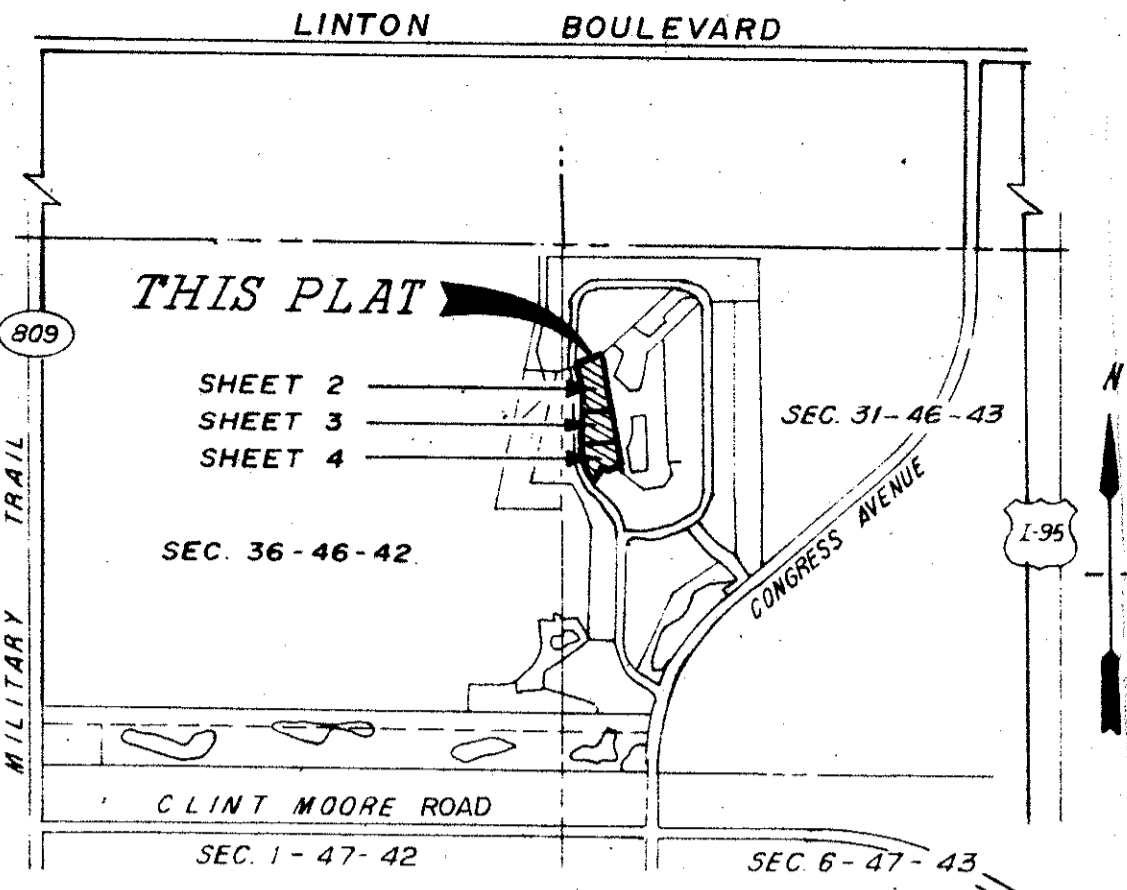 LINTON BOULEVARD
THIS PLAT
809
SHEET 2
SHEET 3
SHEET 4
SEC. 31-46-43
N
MILITARY TRAIL
SEC. 36-46-42
CONGRESS AVENUE
I-95
CLINT MOORE ROAD
SEC. 1-47-42
SEC. 6-47-43